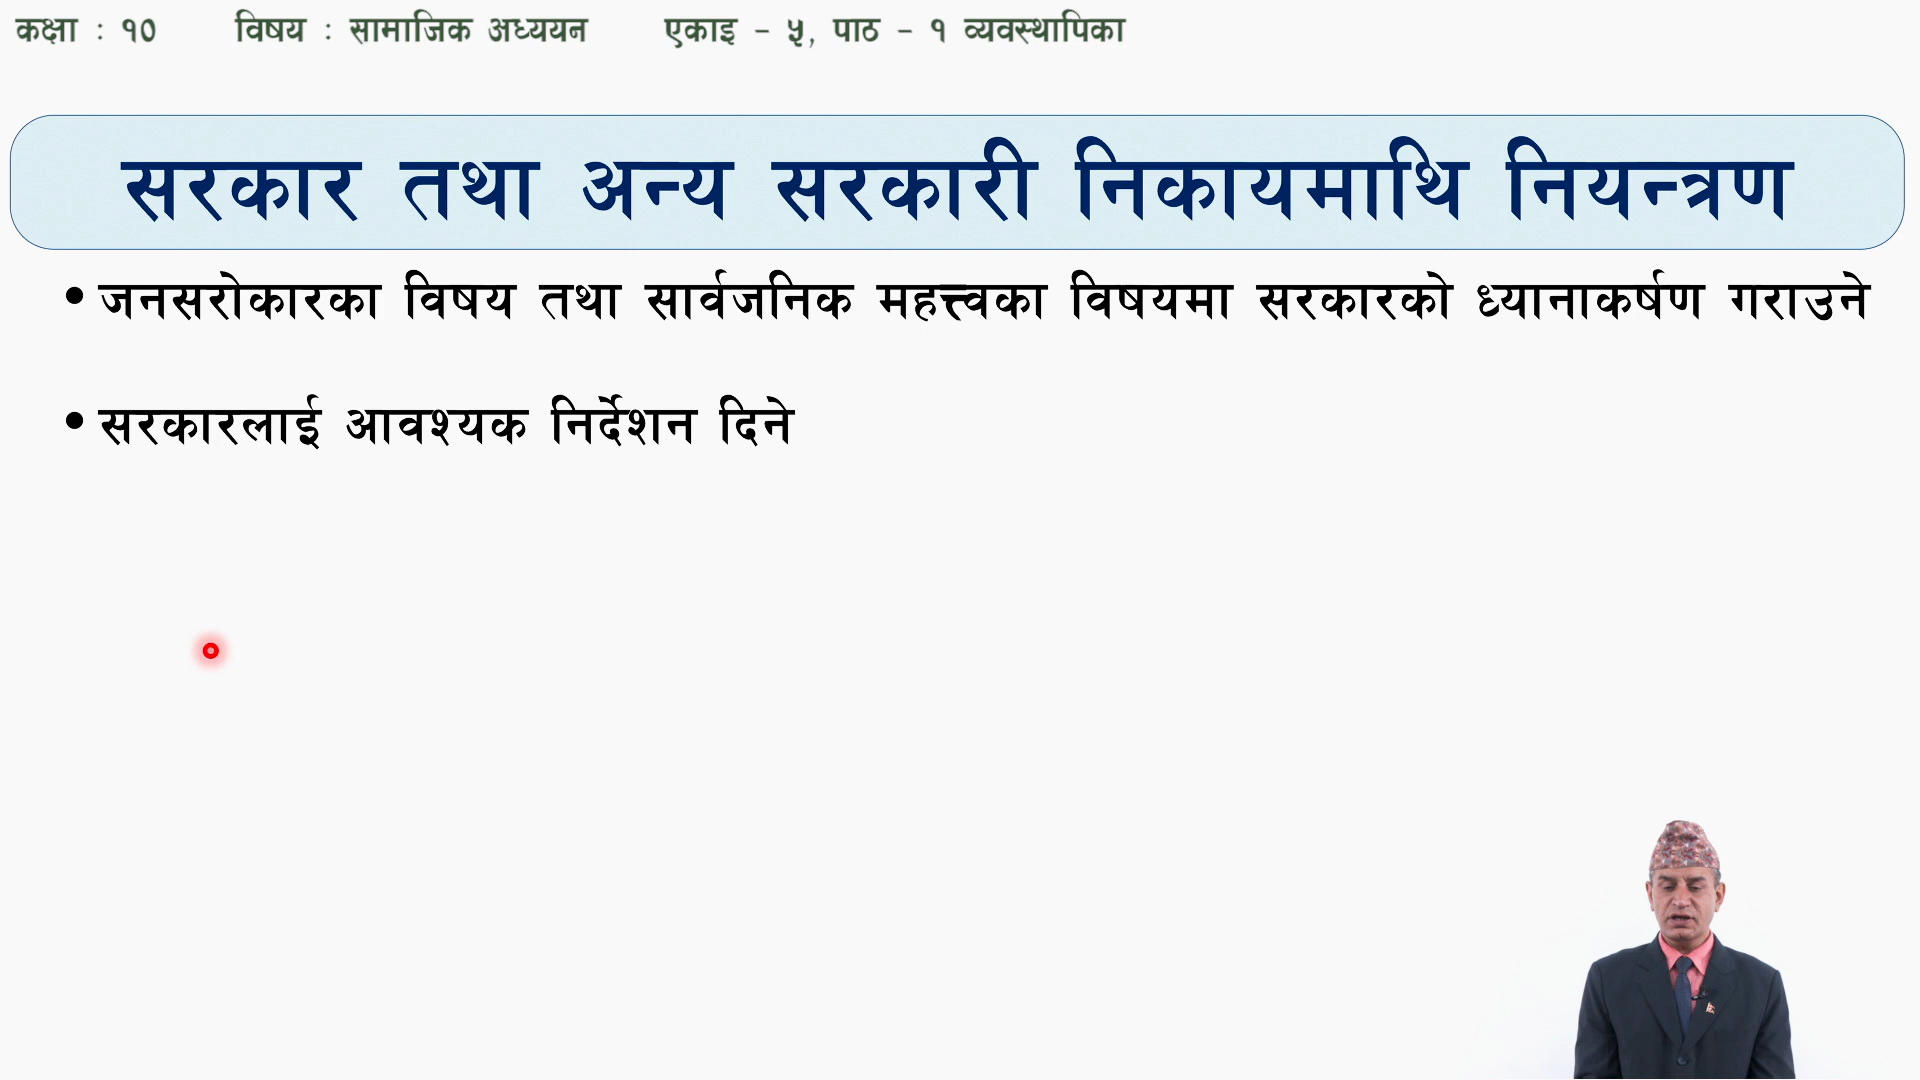 कक्षा : १० विषय : सामाजिक अध्ययन एकाइ - ५, पाठ - १ व्यवस्थापिका
सरकार तथा अन्य सरकारी निकायमाथि नियन्त्रण
• जनसरोकारका विषय तथा सार्वजनिक महत्त्वका विषयमा सरकारको ध्यानाकर्षण गराउने
• सरकारलाई आवश्यक निर्देशन दिने